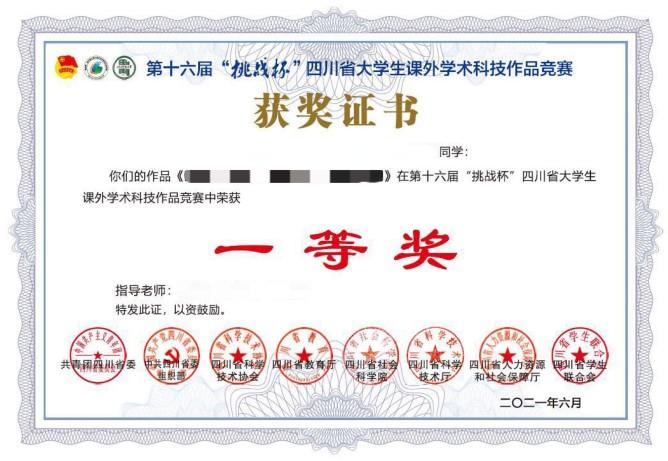 第十六届“挑战杯”四川省大学生课外学术科技作品竞赛
获奖证书
同学：
你们的作品《》在第十六届“挑战杯”四川省大学生
课外学术科技作品竞赛中荣获
一等奖
指导老师：
特发此证，以资鼓励。
共青团四川省委
中共四川省委
组织部
四川省科学
技术协会
四川省教育厅
四川省社会
科学院
四川省科学
技术厅
四川省人力资源
和社会保障厅
四川省学生
联合会
二〇二一年六月